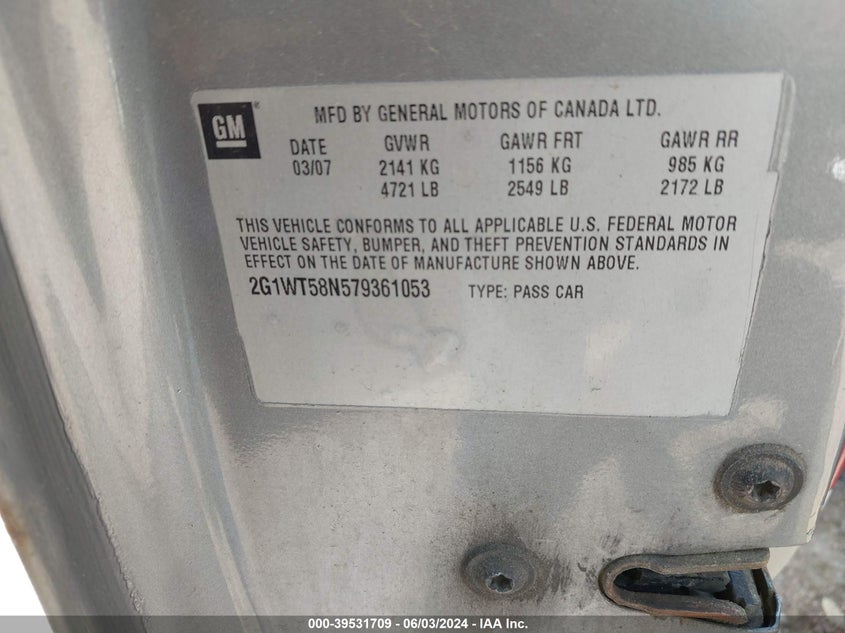 GM
MFD BY GENERAL MOTORS OF CANADA LTD.
DATE GVWR GAWR FRT GAWR RR
03/07 2141 KG 1156 KG 985 KG
4721 LB 2549 LB 2172 LB
THIS VEHICLE CONFORMS TO ALL APPLICABLE U.S. FEDERAL MOTOR
VEHICLE SAFETY, BUMPER, AND THEFT PREVENTION STANDARDS IN
EFFECT ON THE DATE OF MANUFACTURE SHOWN ABOVE.
2G1WT58N579361053 TYPE: PASS CAR
000-39531709 - 06/03/2024 - IAA Inc.